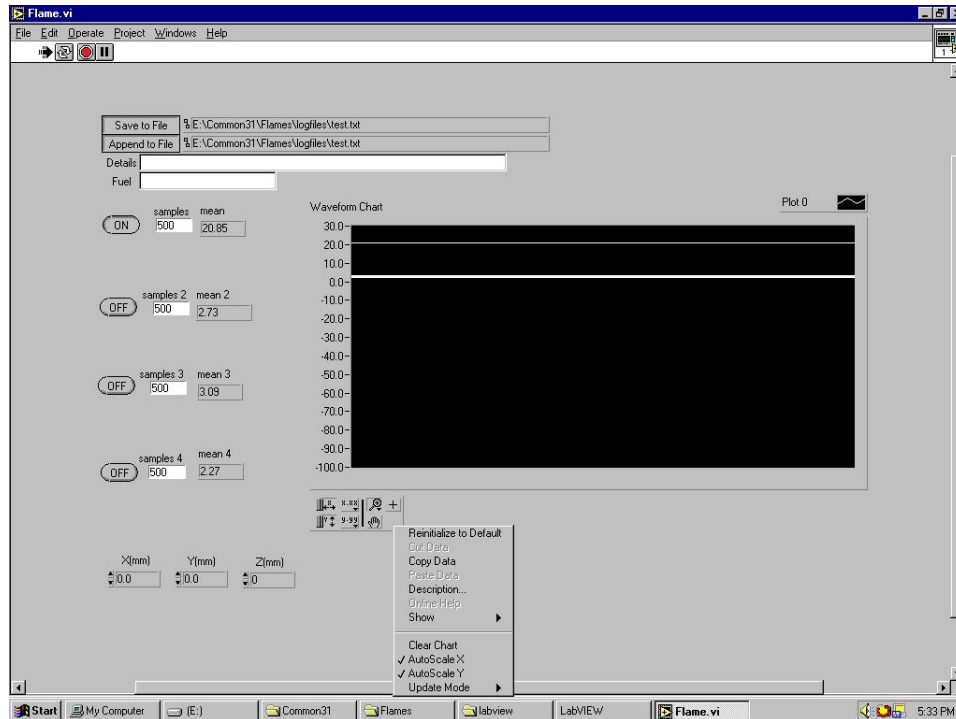 Flame.vi
File Edit Operate Project Windows Help
1
Save to File E:\Common31\Flames\logfiles\test.txt
Append to File E:\Common31\Flames\logfiles\test.txt
Details
Fuel
samples mean
ON 500 20.85
samples 2 mean 2
OFF 500 2.73
samples 3 mean 3
OFF 500 3.09
samples 4 mean 4
OFF 500 2.27
X(mm) Y(mm) Z(mm)
0.0 0.0 0
Waveform Chart Plot 0
30.0
20.0
10.0
0.0
-10.0
-20.0
-30.0
-40.0
-50.0
-60.0
-70.0
-80.0
-90.0
-100.0
X x.xx
Y y.yy
Reinitialize to Default
Cut Data
Copy Data
Paste Data
Description...
Online Help
Show
Clear Chart
AutoScale X
AutoScale Y
Update Mode
Start My Computer (E:) Common31 Flames labview LabVIEW Flame.vi 5:33 PM